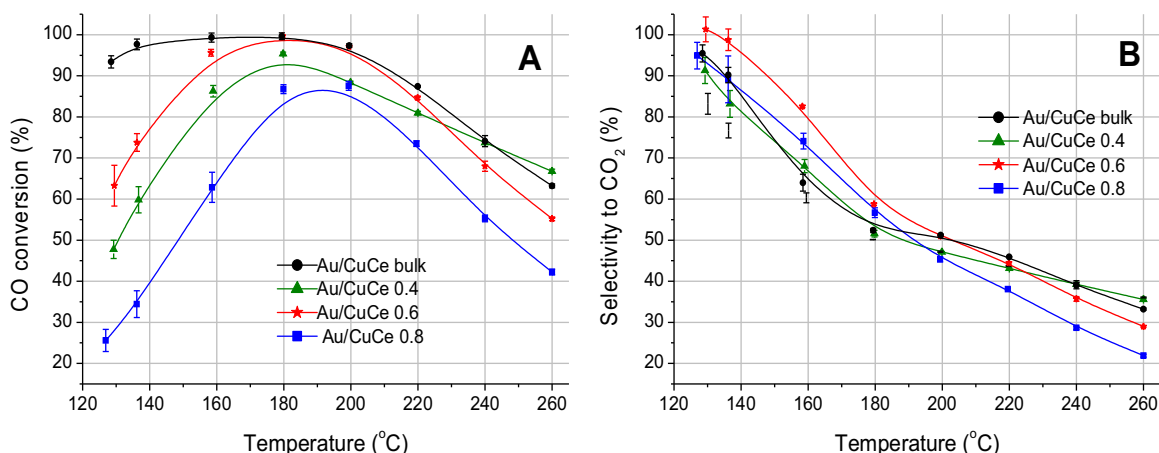 A
CO conversion (%)
100
90
80
70
60
50
40
30
20
Au/CuCe bulk
Au/CuCe 0.4
Au/CuCe 0.6
Au/CuCe 0.8
120 140 160 180 200 220 240 260
Temperature (°C)
B
Selectivity to CO₂ (%)
100
90
80
70
60
50
40
30
20
Au/CuCe bulk
Au/CuCe 0.4
Au/CuCe 0.6
Au/CuCe 0.8
120 140 160 180 200 220 240 260
Temperature (°C)